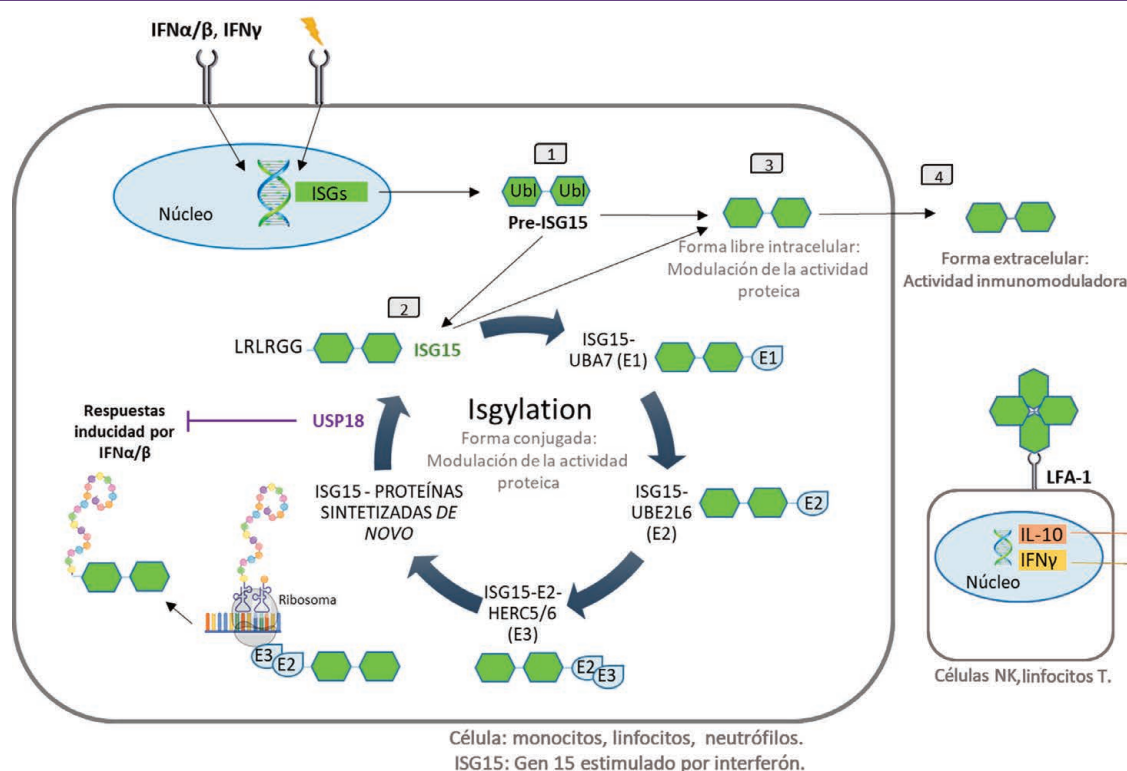 IFNα/β, IFNγ
ISGs
Núcleo
1
Ubl
Ubl
Pre-ISG15
3
Forma libre intracelular:
Modulación de la actividad
proteica
4
Forma extracelular:
Actividad inmunomoduladora
2
LRLRGG
ISG15
ISG15-
UBA7 (E1)
E1
Isgylation
Forma conjugada:
Modulación de la actividad
proteica
Respuestas
inducidad por
IFNα/β
USP18
ISG15 - PROTEÍNAS
SINTETIZADAS DE
NOVO
ISG15-
UBE2L6
(E2)
E2
ISG15-E2-
HERC5/6
(E3)
E2
E3
Ribosoma
E3
E2
LFA-1
IL-10
IFNγ
Núcleo
Células NK,linfocitos T.
Célula: monocitos, linfocitos, neutrófilos.
ISG15: Gen 15 estimulado por interferón.